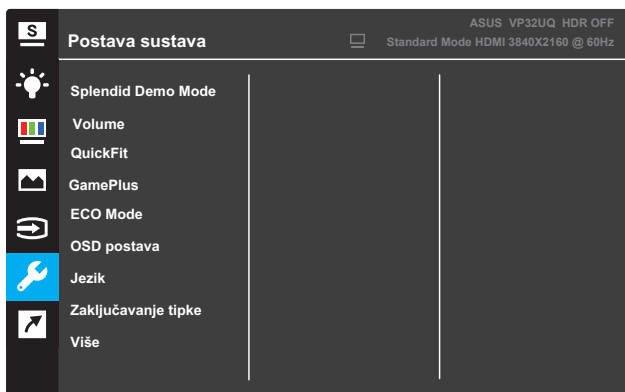 S
ASUS VP32UQ HDR OFF
Postava sustava
Standard Mode HDMI 3840X2160 @ 60Hz
Splendid Demo Mode
Volume
QuickFit
GamePlus
ECO Mode
OSD postava
Jezik
Zaključavanje tipke
Više